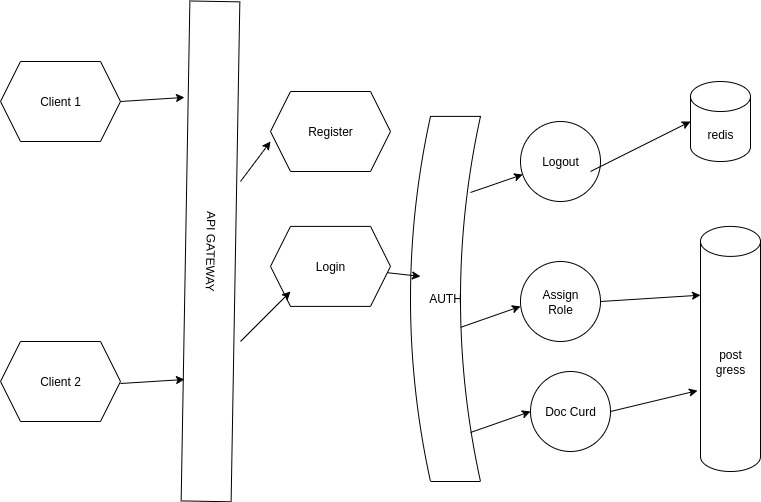 Client 1
API GATEWAY
Register
Logout
redis
Login
AUTH
Assign
Role
post
gress
Client 2
Doc Curd